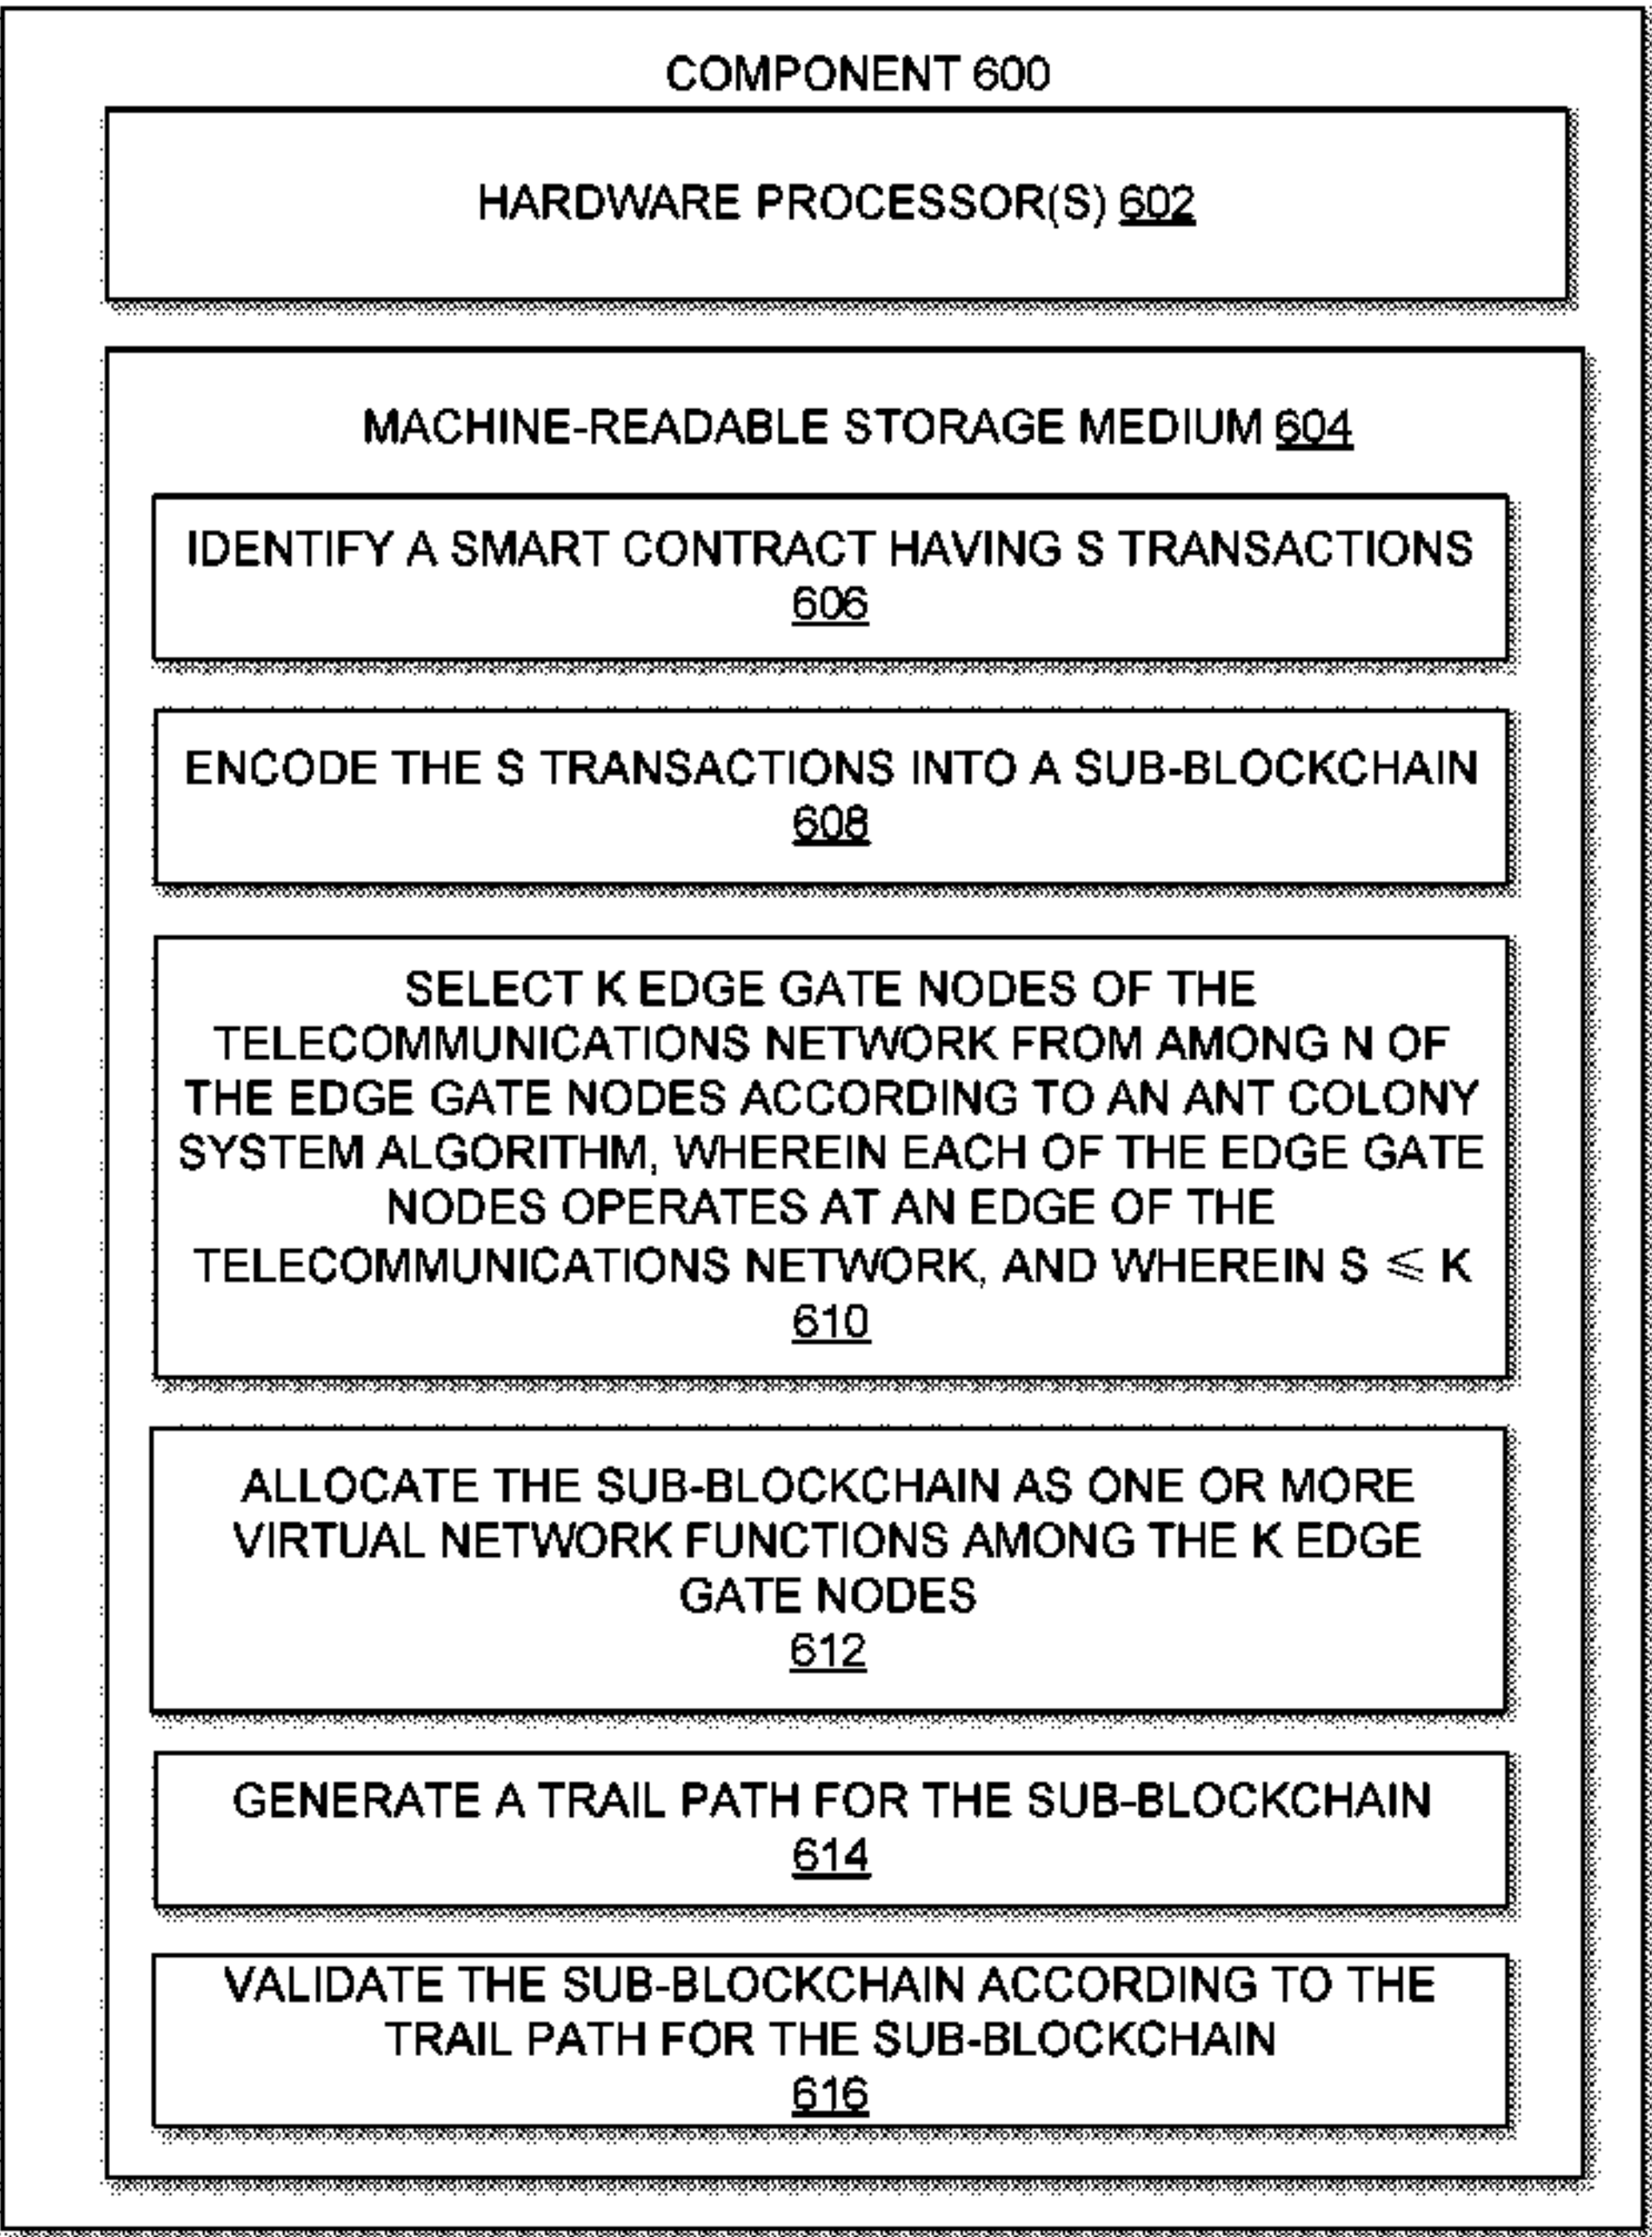 COMPONENT 600
HARDWARE PROCESSOR(S) 602
MACHINE-READABLE STORAGE MEDIUM 604
IDENTIFY A SMART CONTRACT HAVING S TRANSACTIONS
606
ENCODE THE S TRANSACTIONS INTO A SUB-BLOCKCHAIN
608
SELECT K EDGE GATE NODES OF THE
TELECOMMUNICATIONS NETWORK FROM AMONG N OF
THE EDGE GATE NODES ACCORDING TO AN ANT COLONY
SYSTEM ALGORITHM, WHEREIN EACH OF THE EDGE GATE
NODES OPERATES AT AN EDGE OF THE
TELECOMMUNICATIONS NETWORK, AND WHEREIN S ⩽ K
610
ALLOCATE THE SUB-BLOCKCHAIN AS ONE OR MORE
VIRTUAL NETWORK FUNCTIONS AMONG THE K EDGE
GATE NODES
612
GENERATE A TRAIL PATH FOR THE SUB-BLOCKCHAIN
614
VALIDATE THE SUB-BLOCKCHAIN ACCORDING TO THE
TRAIL PATH FOR THE SUB-BLOCKCHAIN
616